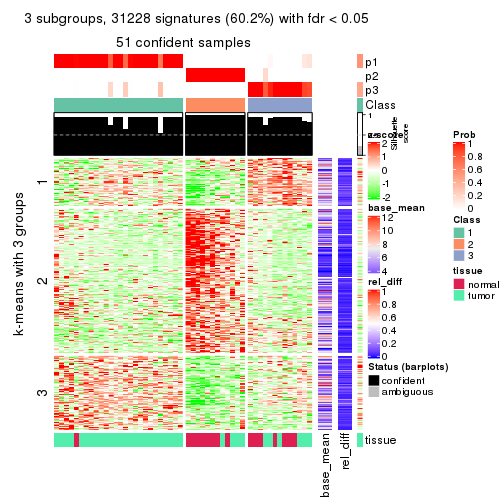 3 subgroups, 31228 signatures (60.2%) with fdr < 0.05
51 confident samples
p1
p2
p3
Class
1
Silhouette
score
k-means with 3 groups
1
2
3
base_mean
rel_diff
tissue
z-score
2
1
0
-1
-2
base_mean
12
10
8
6
4
rel_diff
1
0.8
0.6
0.4
0.2
0
Status (barplots)
confident
ambiguous
Prob
1
0.8
0.6
0.4
0.2
0
Class
1
2
3
tissue
normal
tumor